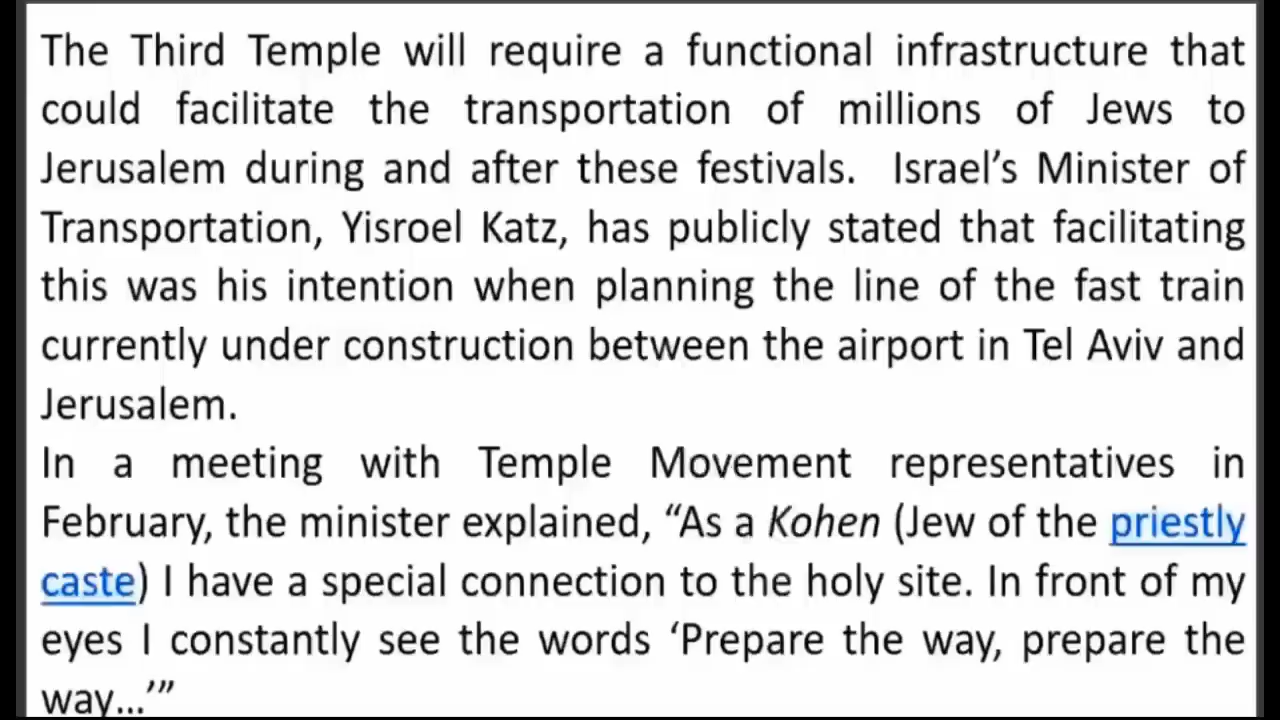 The Third Temple will require a functional infrastructure that
could facilitate the transportation of millions of Jews to
Jerusalem during and after these festivals. Israel’s Minister of
Transportation, Yisroel Katz, has publicly stated that facilitating
this was his intention when planning the line of the fast train
currently under construction between the airport in Tel Aviv and
Jerusalem.
In a meeting with Temple Movement representatives in
February, the minister explained, “As a Kohen (Jew of the priestly
caste) I have a special connection to the holy site. In front of my
eyes I constantly see the words ‘Prepare the way, prepare the
way...’”